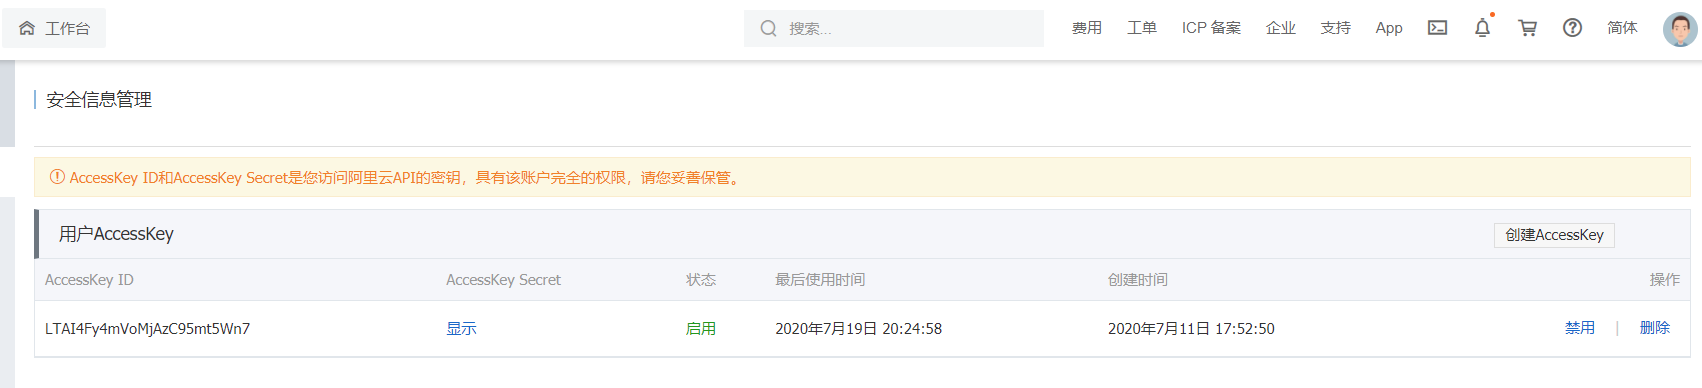 工作台 搜索... 费用 工单 ICP 备案 企业 支持 App 简体
安全信息管理
AccessKey ID和AccessKey Secret是您访问阿里云API的密钥，具有该账户完全的权限，请您妥善保管。
用户AccessKey 创建AccessKey
AccessKey ID AccessKey Secret 状态 最后使用时间 创建时间 操作
LTAI4Fy4mVoMjAzC95mt5Wn7 显示 启用 2020年7月19日 20:24:58 2020年7月11日 17:52:50 禁用 | 删除